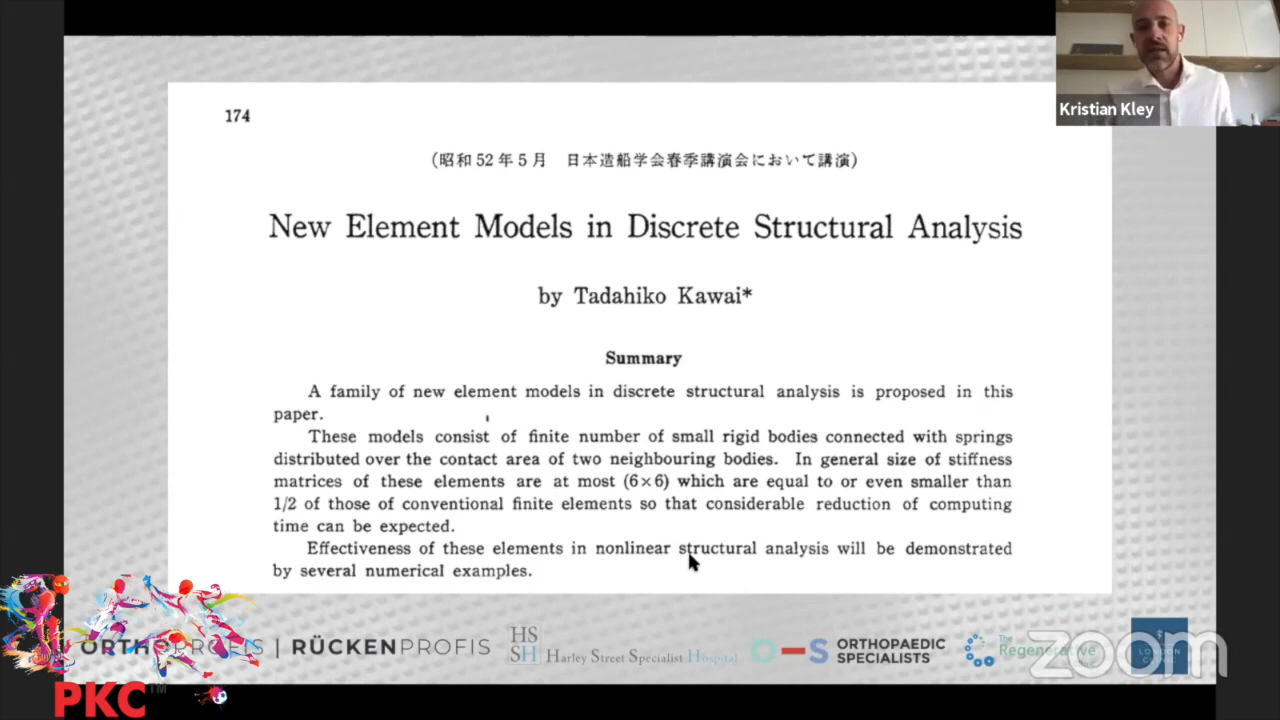 Kristian Kley
174
(昭和52年5月 日本造船学会春季講演会において講演)
New Element Models in Discrete Structural Analysis
by Tadahiko Kawai*
Summary
A family of new element models in discrete structural analysis is proposed in this
paper.
These models consist of finite number of small rigid bodies connected with springs
distributed over the contact area of two neighbouring bodies. In general size of stiffness
matrices of these elements are at most (6×6) which are equal to or even smaller than
1/2 of those of conventional finite elements so that considerable reduction of computing
time can be expected.
Effectiveness of these elements in nonlinear structural analysis will be demonstrated
by several numerical examples.
ORTHOPROFIS | RÜCKENPROFIS
HS
SH Harley Street Specialist Hospital
O-S ORTHOPAEDIC
SPECIALISTS
The
Regenerative
LONDON
CLINIC
zoom
PKC™